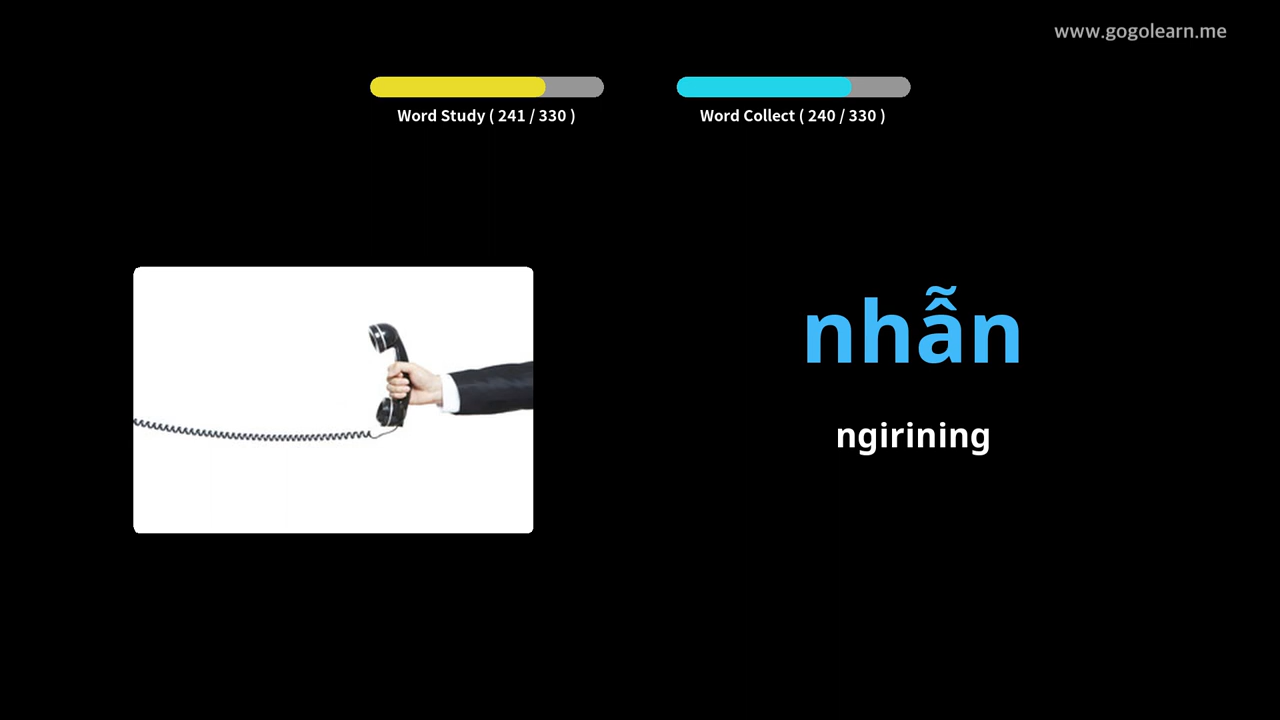 www.gogolearn.me
Word Study ( 241 / 330 )
Word Collect ( 240 / 330 )
nhẫn
ngirining